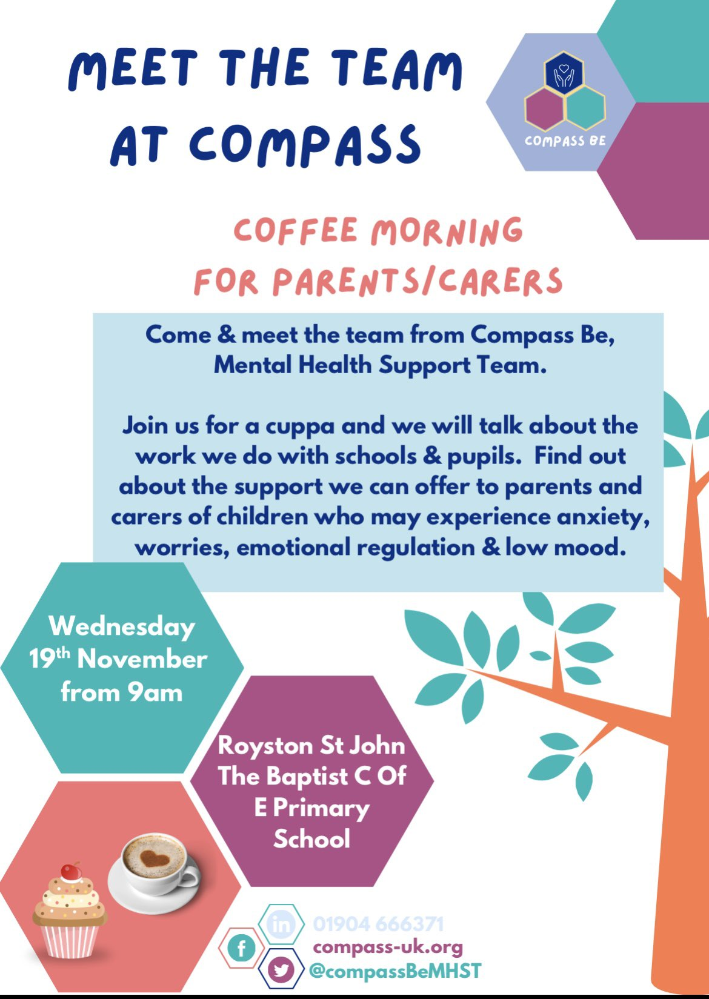 MEET THE TEAM
AT COMPASS
COMPASS BE
COFFEE MORNING
FOR PARENTS/CARERS
Come & meet the team from Compass Be,
Mental Health Support Team.
Join us for a cuppa and we will talk about the
work we do with schools & pupils. Find out
about the support we can offer to parents and
carers of children who may experience anxiety,
worries, emotional regulation & low mood.
Wednesday
19th November
from 9am
Royston St John
The Baptist C Of
E Primary
School
in 01904 666371
f compass-uk.org
@compassBeMHST